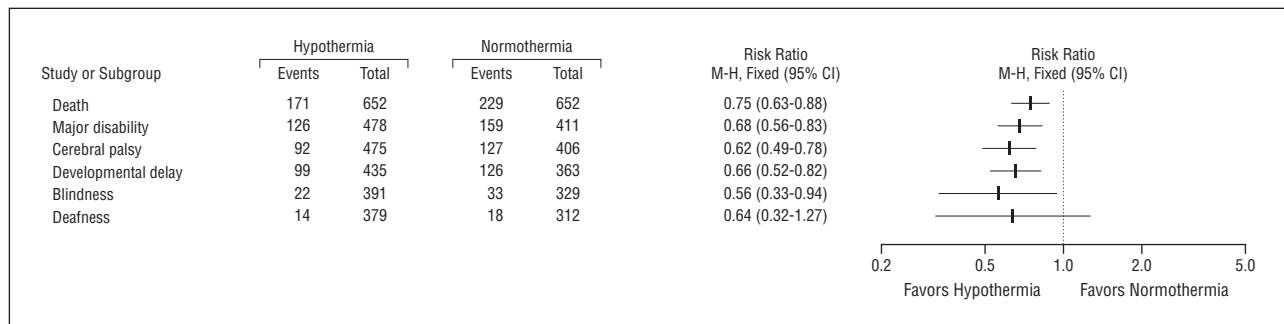 Hypothermia Normothermia Risk Ratio Risk Ratio
Study or Subgroup Events Total Events Total M-H, Fixed (95% CI) M-H, Fixed (95% CI)
Death 171 652 229 652 0.75 (0.63-0.88)
Major disability 126 478 159 411 0.68 (0.56-0.83)
Cerebral palsy 92 475 127 406 0.62 (0.49-0.78)
Developmental delay 99 435 126 363 0.66 (0.52-0.82)
Blindness 22 391 33 329 0.56 (0.33-0.94)
Deafness 14 379 18 312 0.64 (0.32-1.27)
0.2 0.5 1.0 2.0 5.0
Favors Hypothermia Favors Normothermia